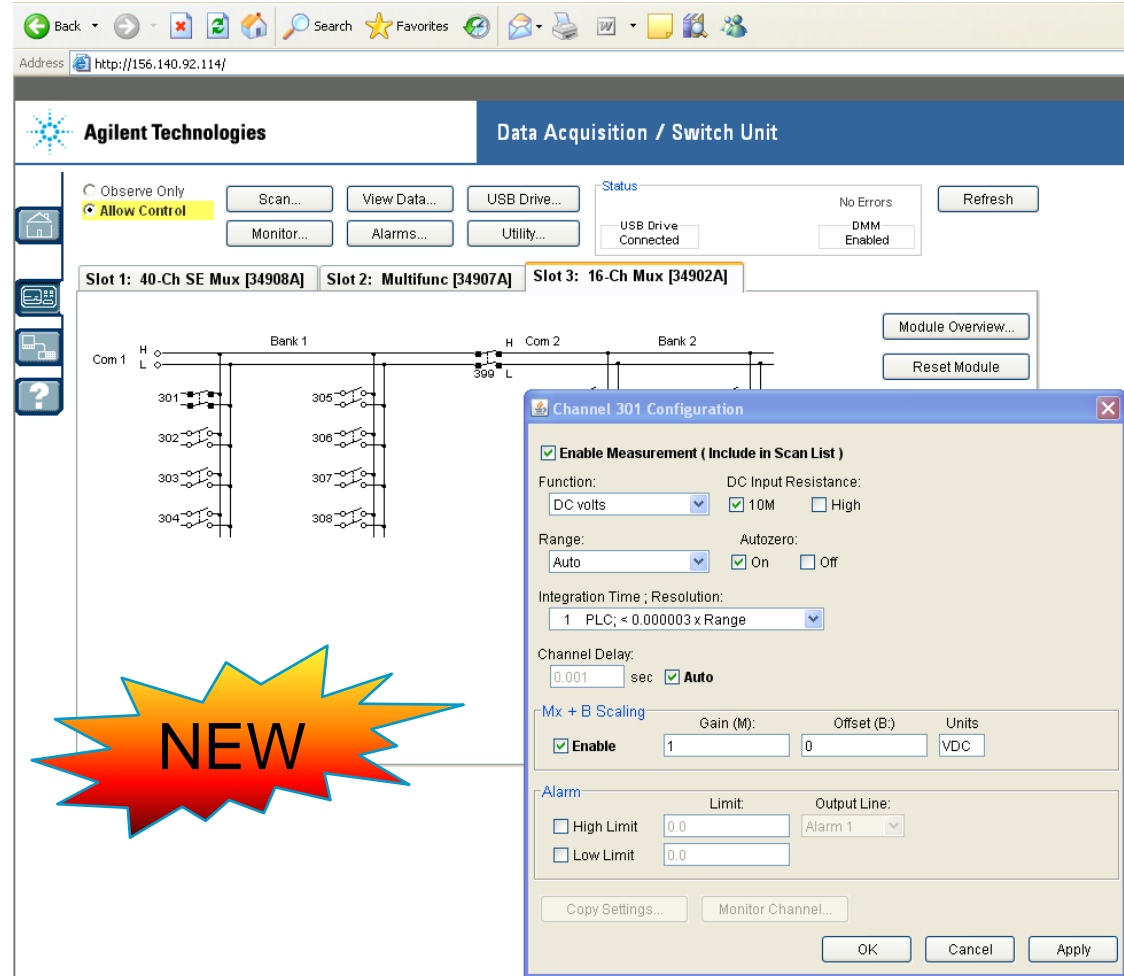 Back
Search
Favorites
Address http://156.140.92.114/
Agilent Technologies
Data Acquisition / Switch Unit
Observe Only
Allow Control
Scan...
View Data...
USB Drive...
Monitor...
Alarms...
Utility...
Status
No Errors
USB Drive
Connected
DMM
Enabled
Refresh
Slot 1: 40-Ch SE Mux [34908A]
Slot 2: Multifunc [34907A]
Slot 3: 16-Ch Mux [34902A]
Module Overview...
Reset Module
Com 1
H
L
Bank 1
H Com 2
399 L
Bank 2
301
302
303
304
305
306
307
308
NEW
Channel 301 Configuration
Enable Measurement ( Include in Scan List )
Function:
DC Input Resistance:
DC volts
10M
High
Range:
Autozero:
Auto
On
Off
Integration Time ; Resolution:
1 PLC; < 0.000003 x Range
Channel Delay:
0.001 sec Auto
Mx + B Scaling
Gain (M):
Offset (B:)
Units
Enable
1
0
VDC
Alarm
Limit:
Output Line:
High Limit
0.0
Alarm 1
Low Limit
0.0
Copy Settings...
Monitor Channel...
OK
Cancel
Apply